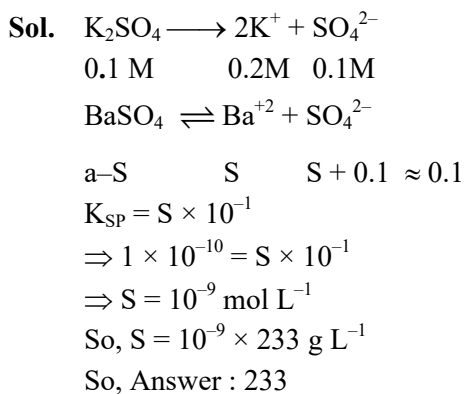 Sol. K₂SO₄ ⟶ 2K⁺ + SO₄²⁻
0.1 M 0.2M 0.1M
BaSO₄ ⇌ Ba⁺² + SO₄²⁻
a–S S S + 0.1 ≈ 0.1
K_SP = S × 10⁻¹
⇒ 1 × 10⁻¹⁰ = S × 10⁻¹
⇒ S = 10⁻⁹ mol L⁻¹
So, S = 10⁻⁹ × 233 g L⁻¹
So, Answer : 233